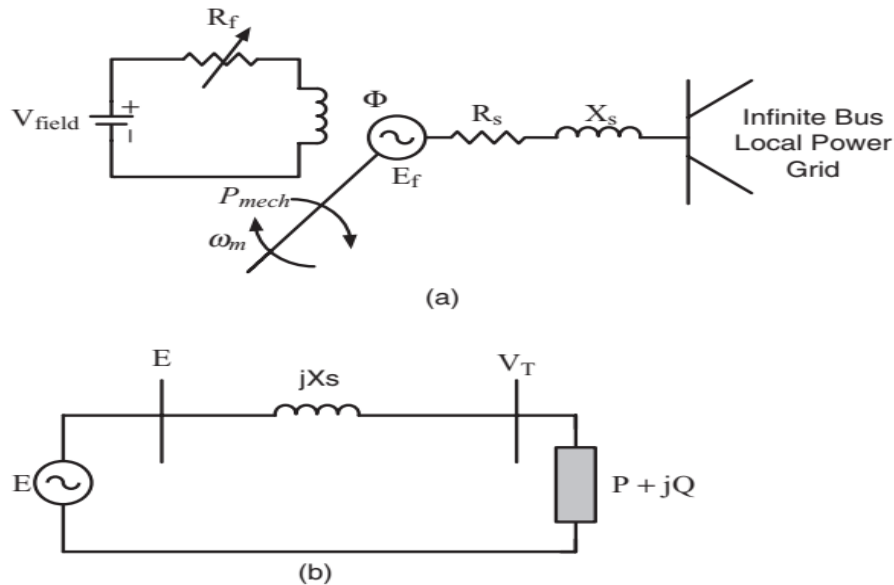 R_f
V_field
+
−
Φ
E_f
R_s
X_s
Infinite Bus
Local Power
Grid
P_mech
ω_m
(a)
E
jXs
V_T
E
P + jQ
(b)